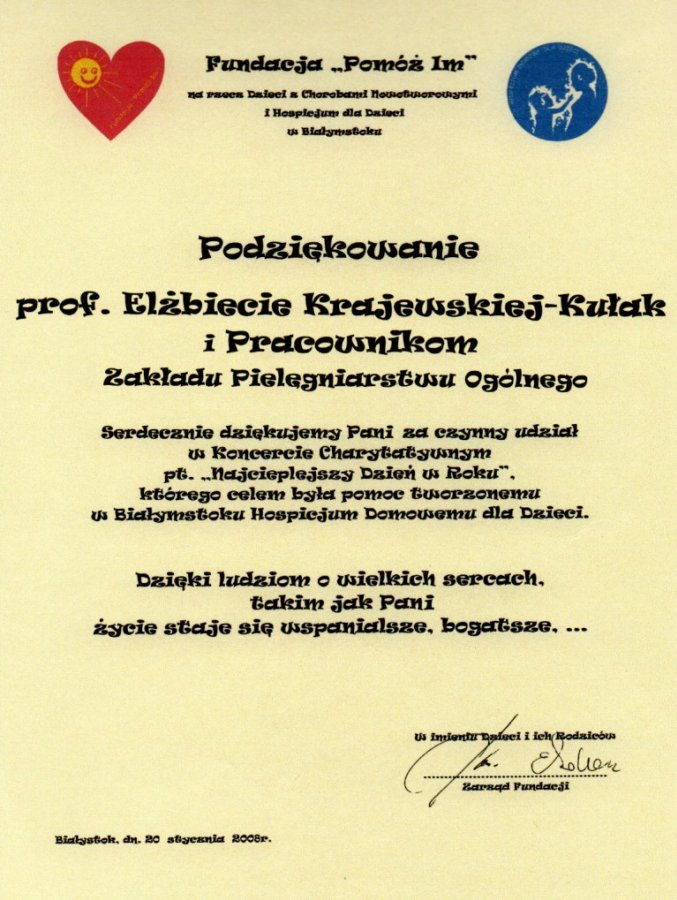 Fundacja „Pomóż Im”
na rzecz Dzieci z Chorobami Nowotworowymi
i Hospicjum dla Dzieci
w Białymstoku
Podziękowanie
prof. Elżbiecie Krajewskiej-Kułak
i Pracownikom
Zakładu Pielęgniarstwu Ogólnego
Serdecznie dziękujemy Pani za czynny udział
w Koncercie Charytatywnym
pt. „Najcieplejszy Dzień w Roku”,
którego celem była pomoc tworzonemu
w Białymstoku Hospicjum Domowemu dla Dzieci.
Dzięki ludziom o wielkich sercach,
takim jak Pani
życie staje się wspanialsze, bogatsze, ...
W imieniu Dzieci i ich Rodziców
Zarząd Fundacji
Białystok, dn. 20 stycznia 2008r.